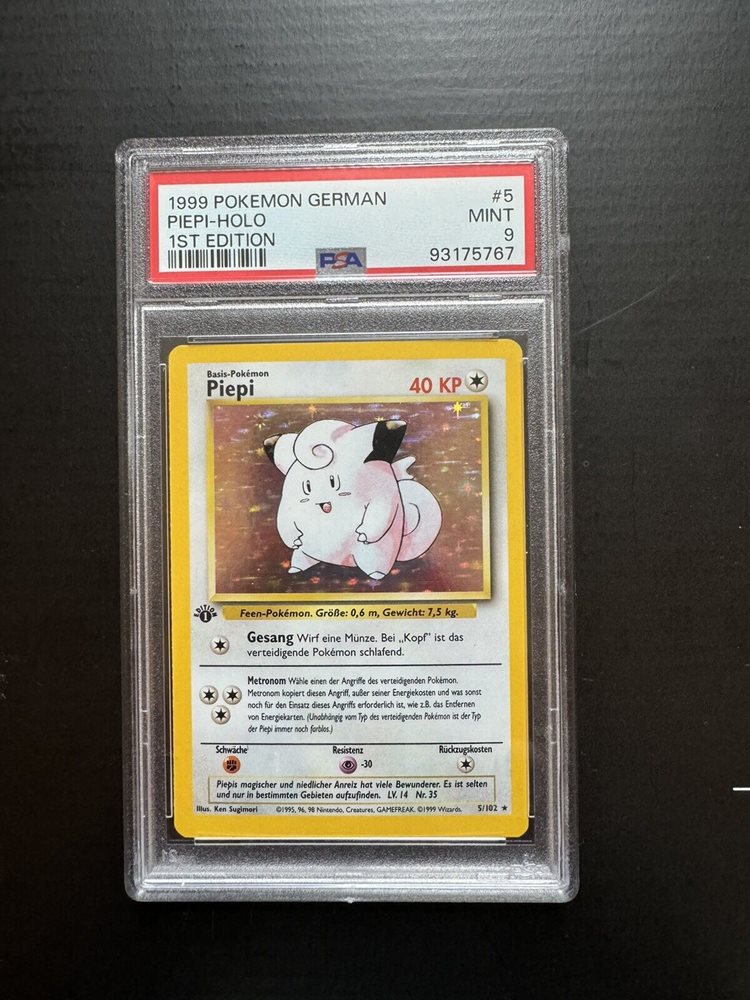 1999 POKEMON GERMAN #5
PIEPI-HOLO MINT
1ST EDITION 9
PSA 93175767
Basis-Pokémon
Piepi 40 KP
EDITION 1
Feen-Pokémon. Größe: 0,6 m, Gewicht: 7,5 kg.
Gesang Wirf eine Münze. Bei „Kopf" ist das
verteidigende Pokémon schlafend.
Metronom Wähle einen der Angriffe des verteidigenden Pokémon.
Metronom kopiert diesen Angriff, außer seiner Energiekosten und was sonst
noch für den Einsatz dieses Angriffs erforderlich ist, wie z.B. das Entfernen
von Energiekarten. (Unabhängig vom Typ des verteidigenden Pokémon ist der Typ
der Piepi immer noch farblos.)
Schwäche Resistenz Rückzugskosten
-30
Piepis magischer und niedlicher Anreiz hat viele Bewunderer. Es ist selten
und nur in bestimmten Gebieten aufzufinden. LV. 14 Nr. 35
Illus. Ken Sugimori ©1995, 96, 98 Nintendo, Creatures, GAMEFREAK. ©1999 Wizards. 5/102 ★